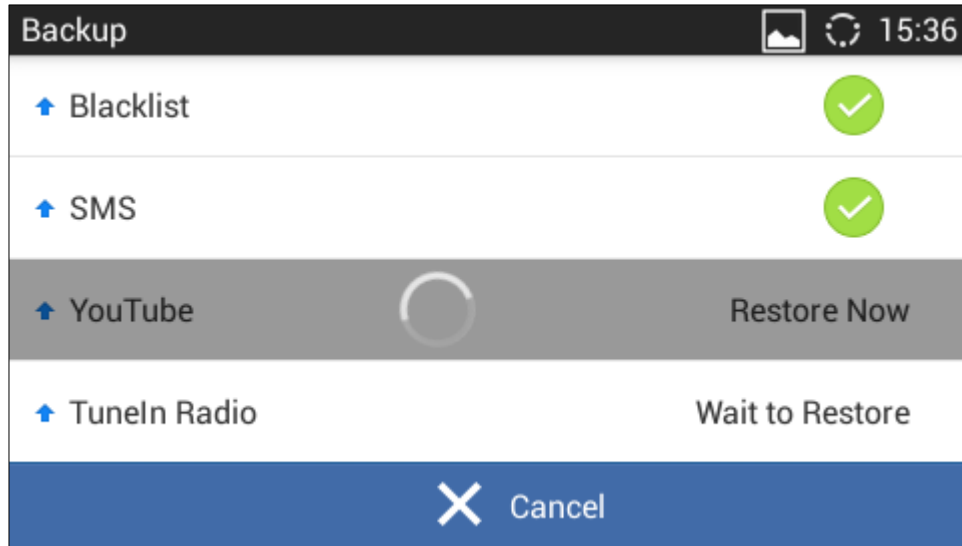 Backup 15:36
Blacklist
SMS
YouTube Restore Now
TuneIn Radio Wait to Restore
Cancel